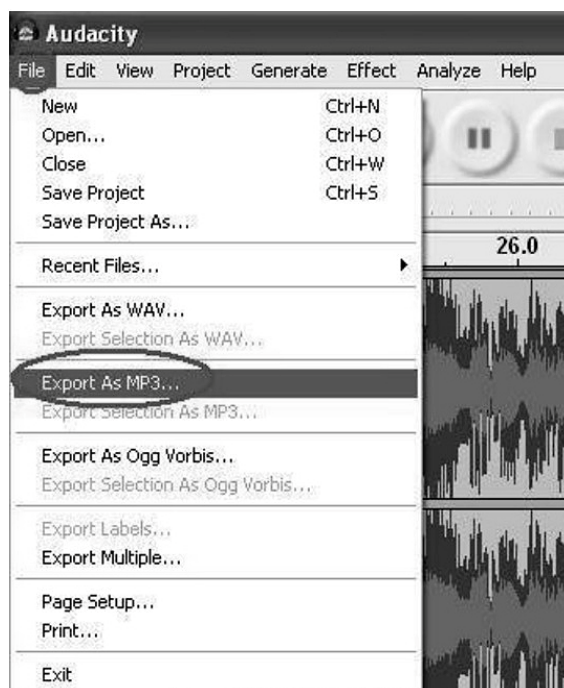 Audacity
File Edit View Project Generate Effect Analyze Help
New Ctrl+N
Open... Ctrl+O
Close Ctrl+W
Save Project Ctrl+S
Save Project As...
26.0
Recent Files...
Export As WAV...
Export Selection As WAV...
Export As MP3...
Export Selection As MP3...
Export As Ogg Vorbis...
Export Selection As Ogg Vorbis...
Export Labels...
Export Multiple...
Page Setup...
Print...
Exit